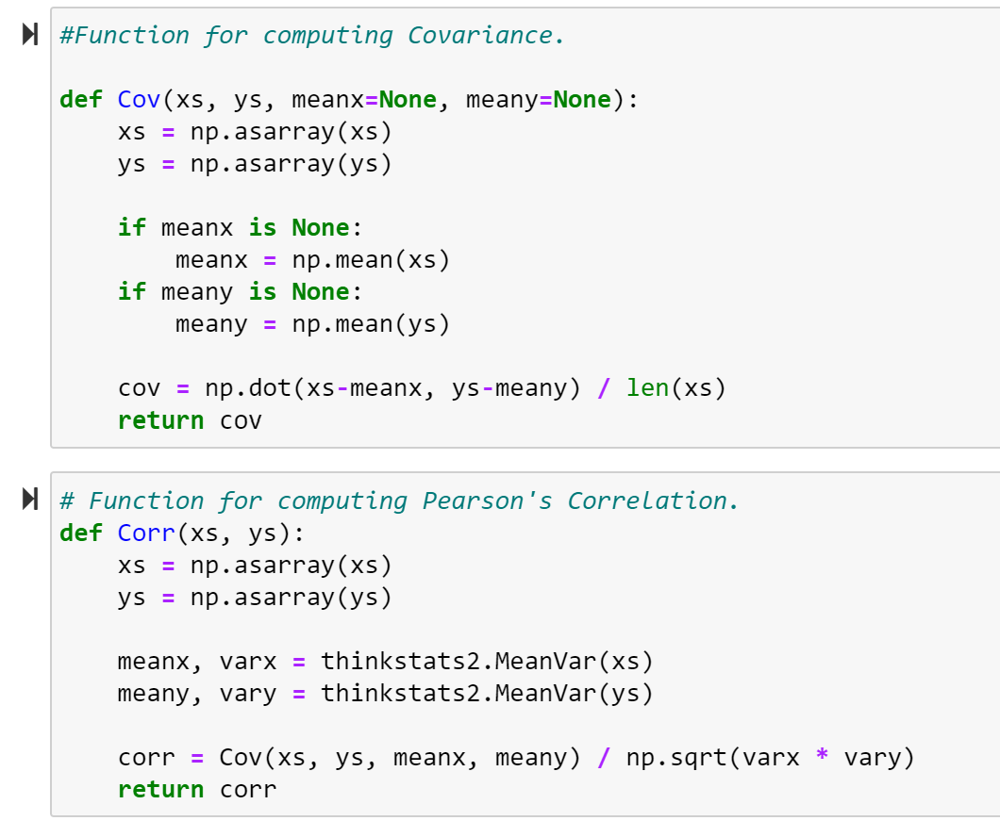 #Function for computing Covariance.
def Cov(xs, ys, meanx=None, meany=None):
    xs = np.asarray(xs)
    ys = np.asarray(ys)
    if meanx is None:
        meanx = np.mean(xs)
    if meany is None:
        meany = np.mean(ys)
    cov = np.dot(xs-meanx, ys-meany) / len(xs)
    return cov
# Function for computing Pearson's Correlation.
def Corr(xs, ys):
    xs = np.asarray(xs)
    ys = np.asarray(ys)
    meanx, varx = thinkstats2.MeanVar(xs)
    meany, vary = thinkstats2.MeanVar(ys)
    corr = Cov(xs, ys, meanx, meany) / np.sqrt(varx * vary)
    return corr